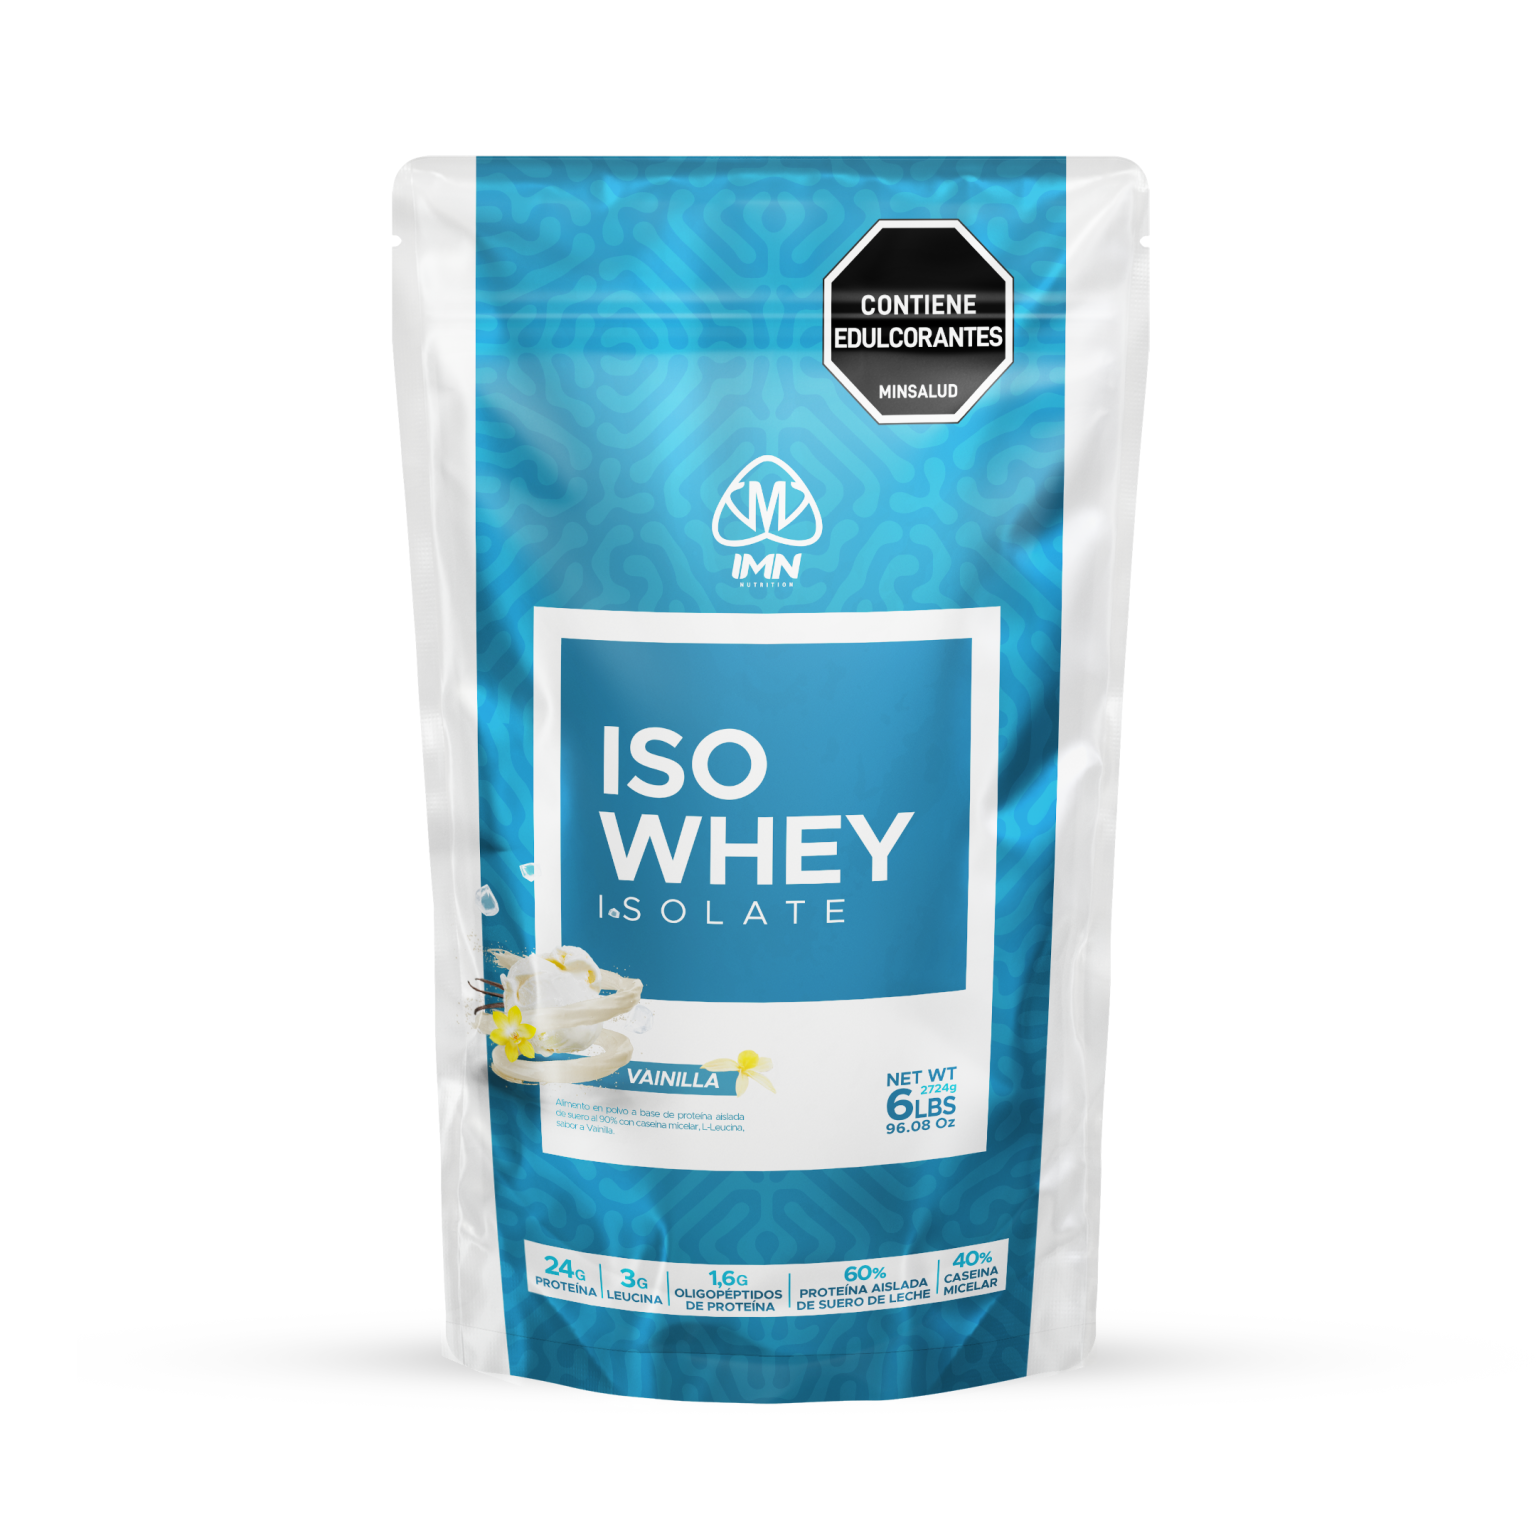 CONTIENE
EDULCORANTES
MINSALUD
M
IMN
NUTRITION
ISO
WHEY
ISOLATE
VAINILLA
Alimento en polvo a base de proteína aislada
de suero al 90% con caseína micelar, L-Leucina,
sabor a Vainilla.
NET WT
2724g
6LBS
96.08 Oz
24G
PROTEÍNA
3G
LEUCINA
1,6G
OLIGOPÉPTIDOS
DE PROTEÍNA
60%
PROTEÍNA AISLADA
DE SUERO DE LECHE
40%
CASEINA
MICELAR